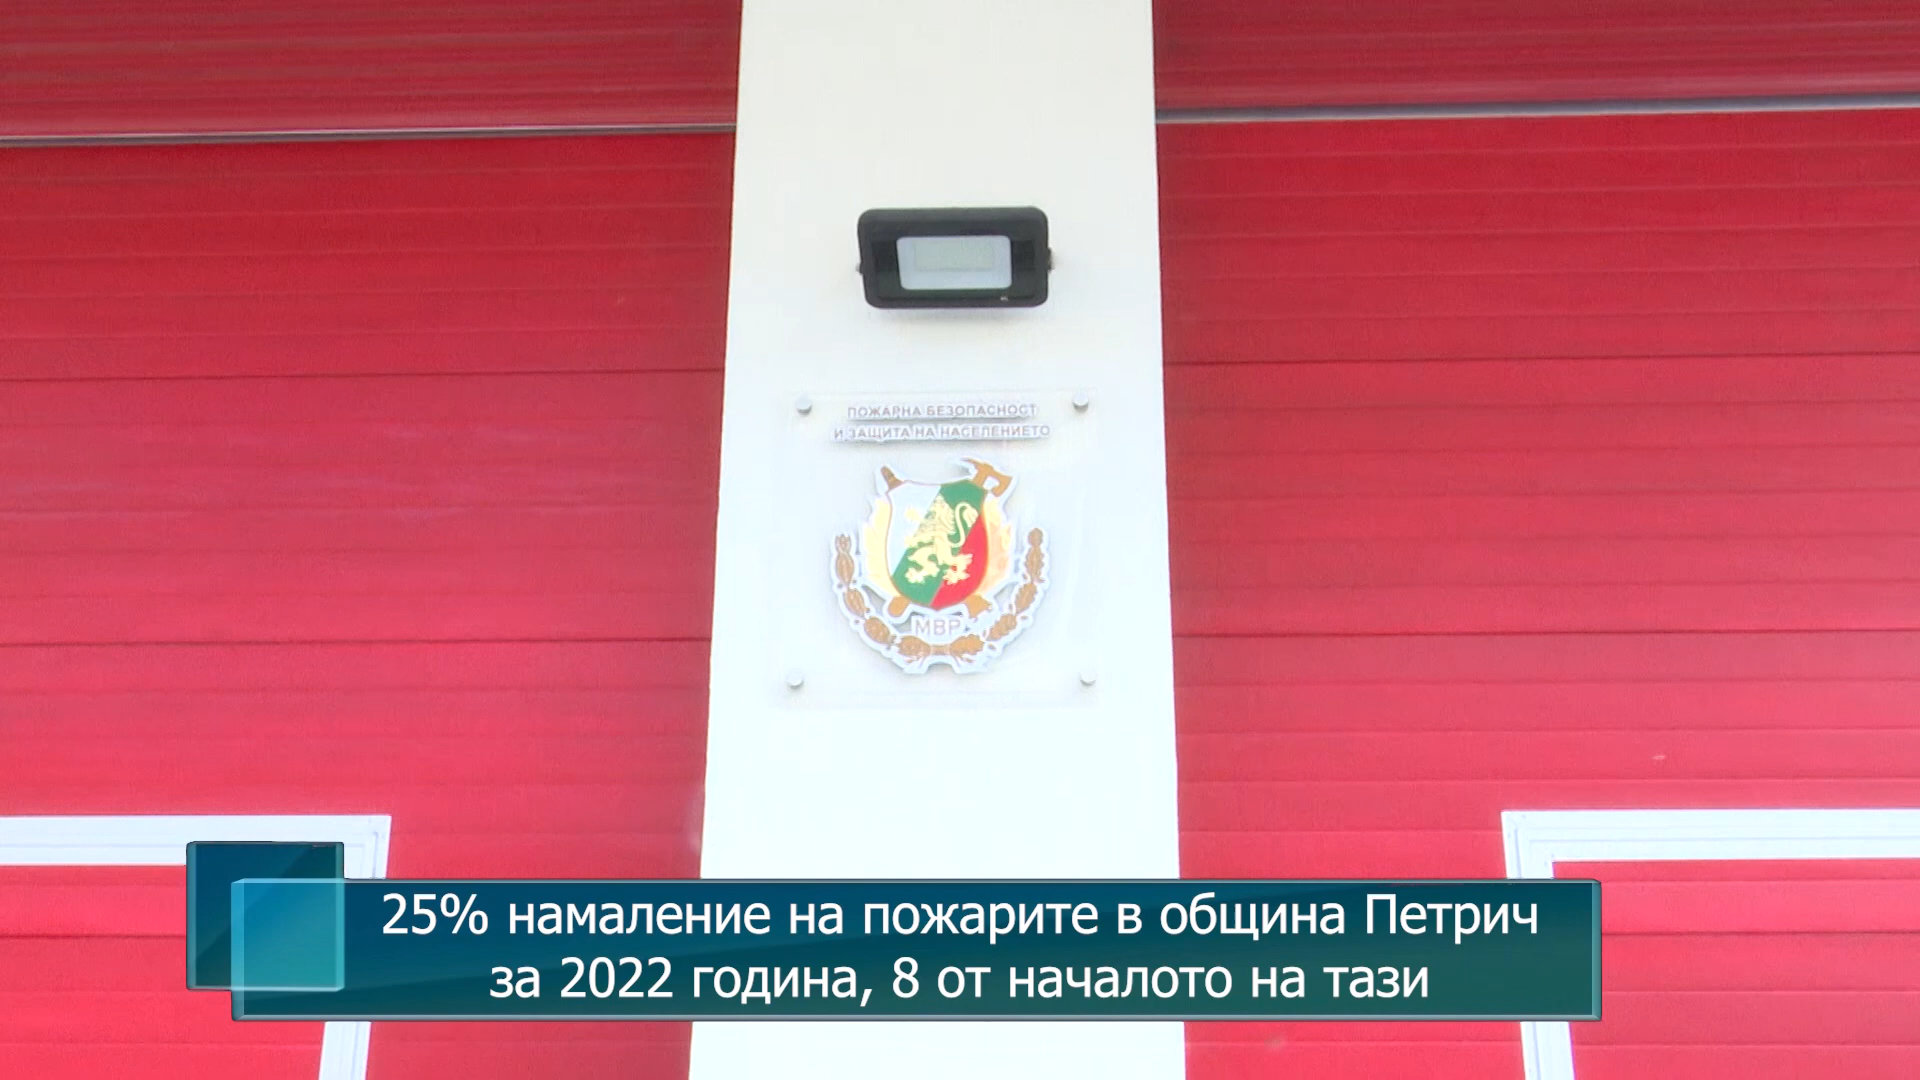 ПОЖАРНА БЕЗОПАСНОСТ
И ЗАЩИТА НА НАСЕЛЕНИЕТО
МВР
25% намаление на пожарите в община Петрич
за 2022 година, 8 от началото на тази